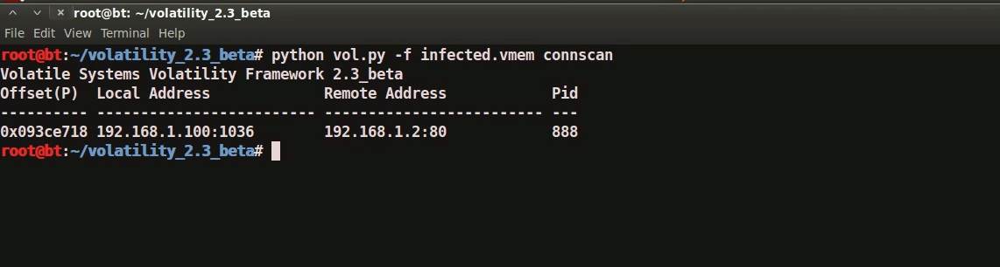 root@bt: ~/volatility_2.3_beta
File Edit View Terminal Help
root@bt:~/volatility_2.3_beta# python vol.py -f infected.vmem connscan
Volatile Systems Volatility Framework 2.3_beta
Offset(P)  Local Address             Remote Address            Pid
---------- ------------------------- ------------------------- ---
0x093ce718 192.168.1.100:1036        192.168.1.2:80            888
root@bt:~/volatility_2.3_beta#